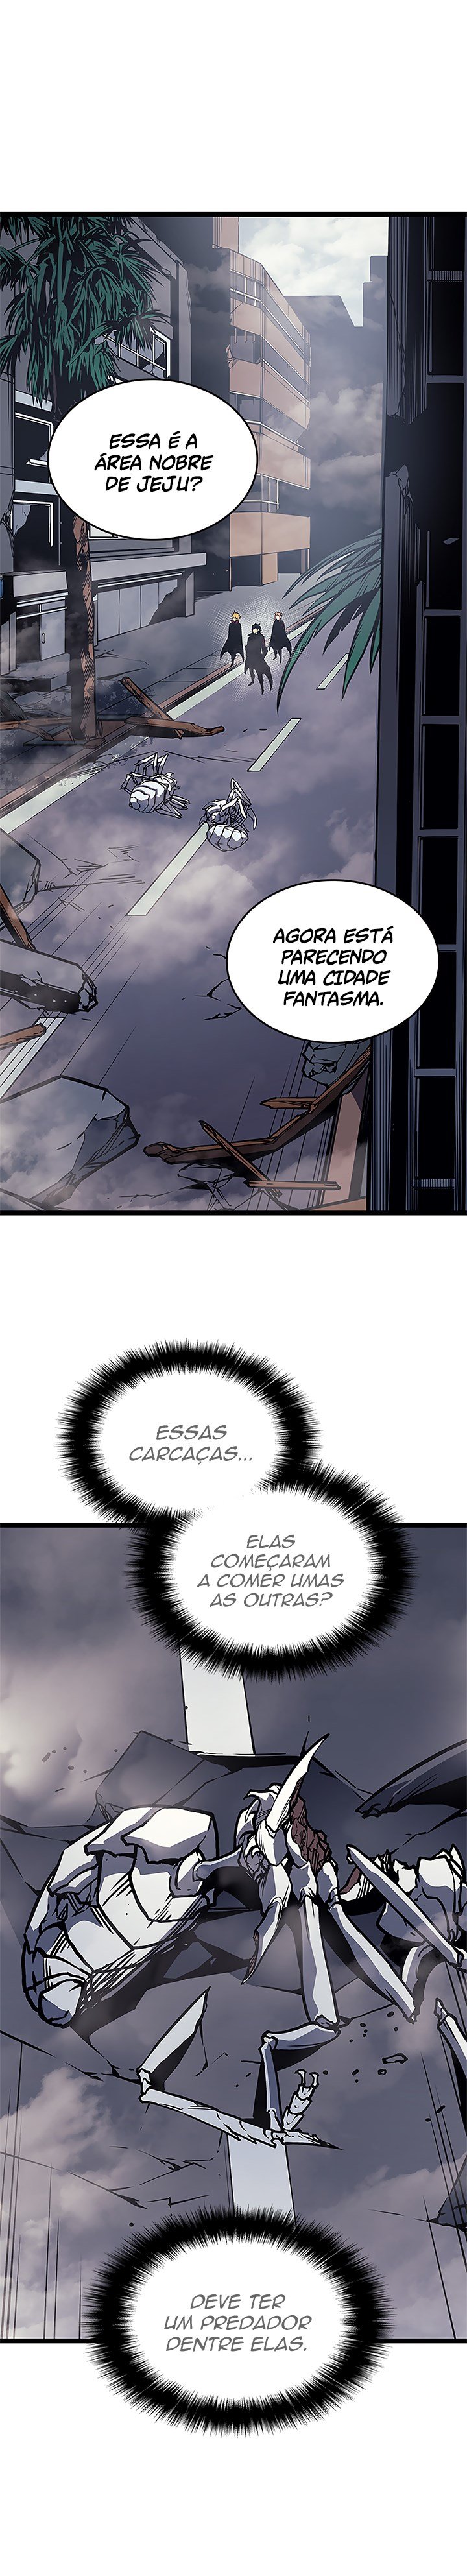 ESSA É A
ÁREA NOBRE
DE JEJU?
AGORA ESTÁ
PARECENDO
UMA CIDADE
FANTASMA.
ESSAS
CARCAÇAS...
ELAS
COMEÇARAM
A COMER UMAS
AS OUTRAS?
DEVE TER
UM PREDADOR
DENTRE ELAS.